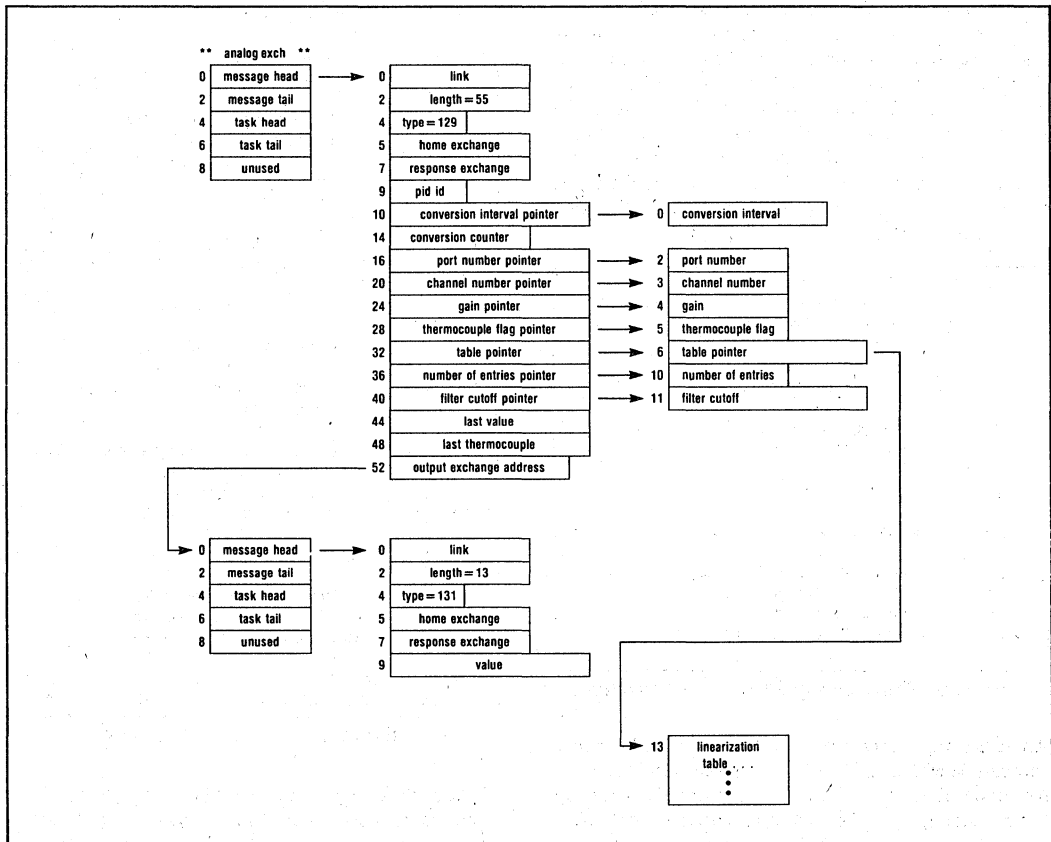 ** analog exch **
0 message head
2 message tail
4 task head
6 task tail
8 unused
0 link
2 length = 55
4 type = 129
5 home exchange
7 response exchange
9 pid id
10 conversion interval pointer
14 conversion counter
16 port number pointer
20 channel number pointer
24 gain pointer
28 thermocouple flag pointer
32 table pointer
36 number of entries pointer
40 filter cutoff pointer
44 last value
48 last thermocouple
52 output exchange address
0 conversion interval
2 port number
3 channel number
4 gain
5 thermocouple flag
6 table pointer
10 number of entries
11 filter cutoff
0 message head
2 message tail
4 task head
6 task tail
8 unused
0 link
2 length = 13
4 type = 131
5 home exchange
7 response exchange
9 value
13 linearization
table . . .